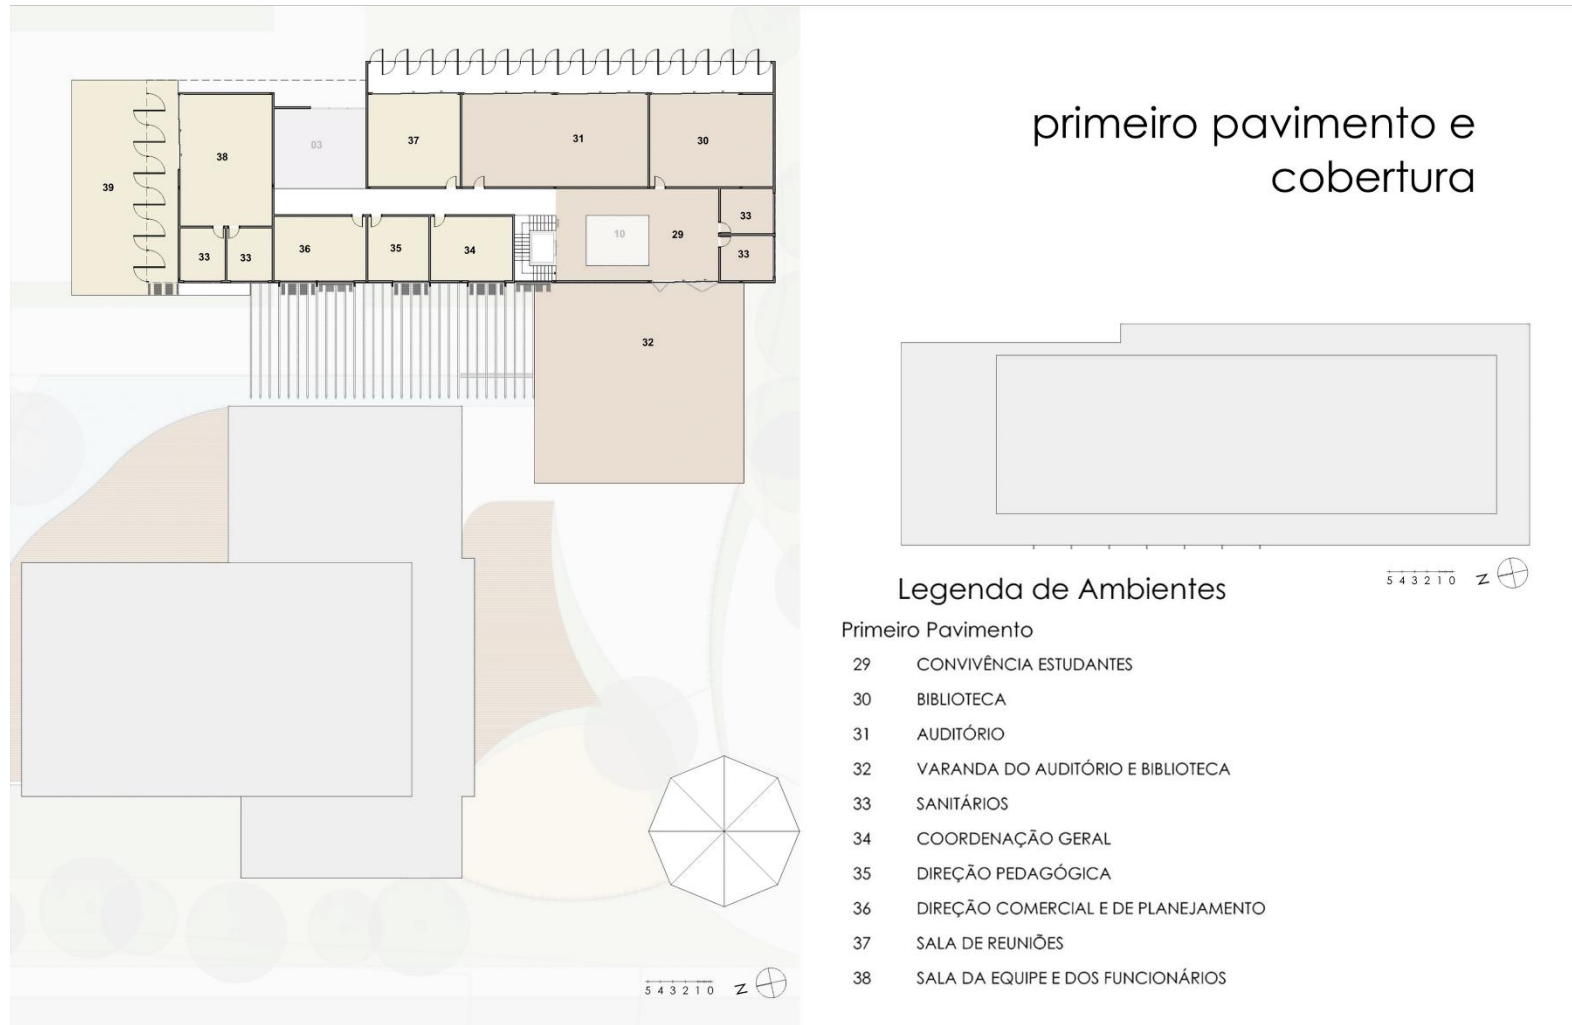 primeiro pavimento e
cobertura
03
37
31
30
38
39
33
33
36
35
34
10
29
33
33
32
5 4 3 2 1 0 N
5 4 3 2 1 0 N
Legenda de Ambientes
Primeiro Pavimento
29 CONVIVÊNCIA ESTUDANTES
30 BIBLIOTECA
31 AUDITÓRIO
32 VARANDA DO AUDITÓRIO E BIBLIOTECA
33 SANITÁRIOS
34 COORDENAÇÃO GERAL
35 DIREÇÃO PEDAGÓGICA
36 DIREÇÃO COMERCIAL E DE PLANEJAMENTO
37 SALA DE REUNIÕES
38 SALA DA EQUIPE E DOS FUNCIONÁRIOS